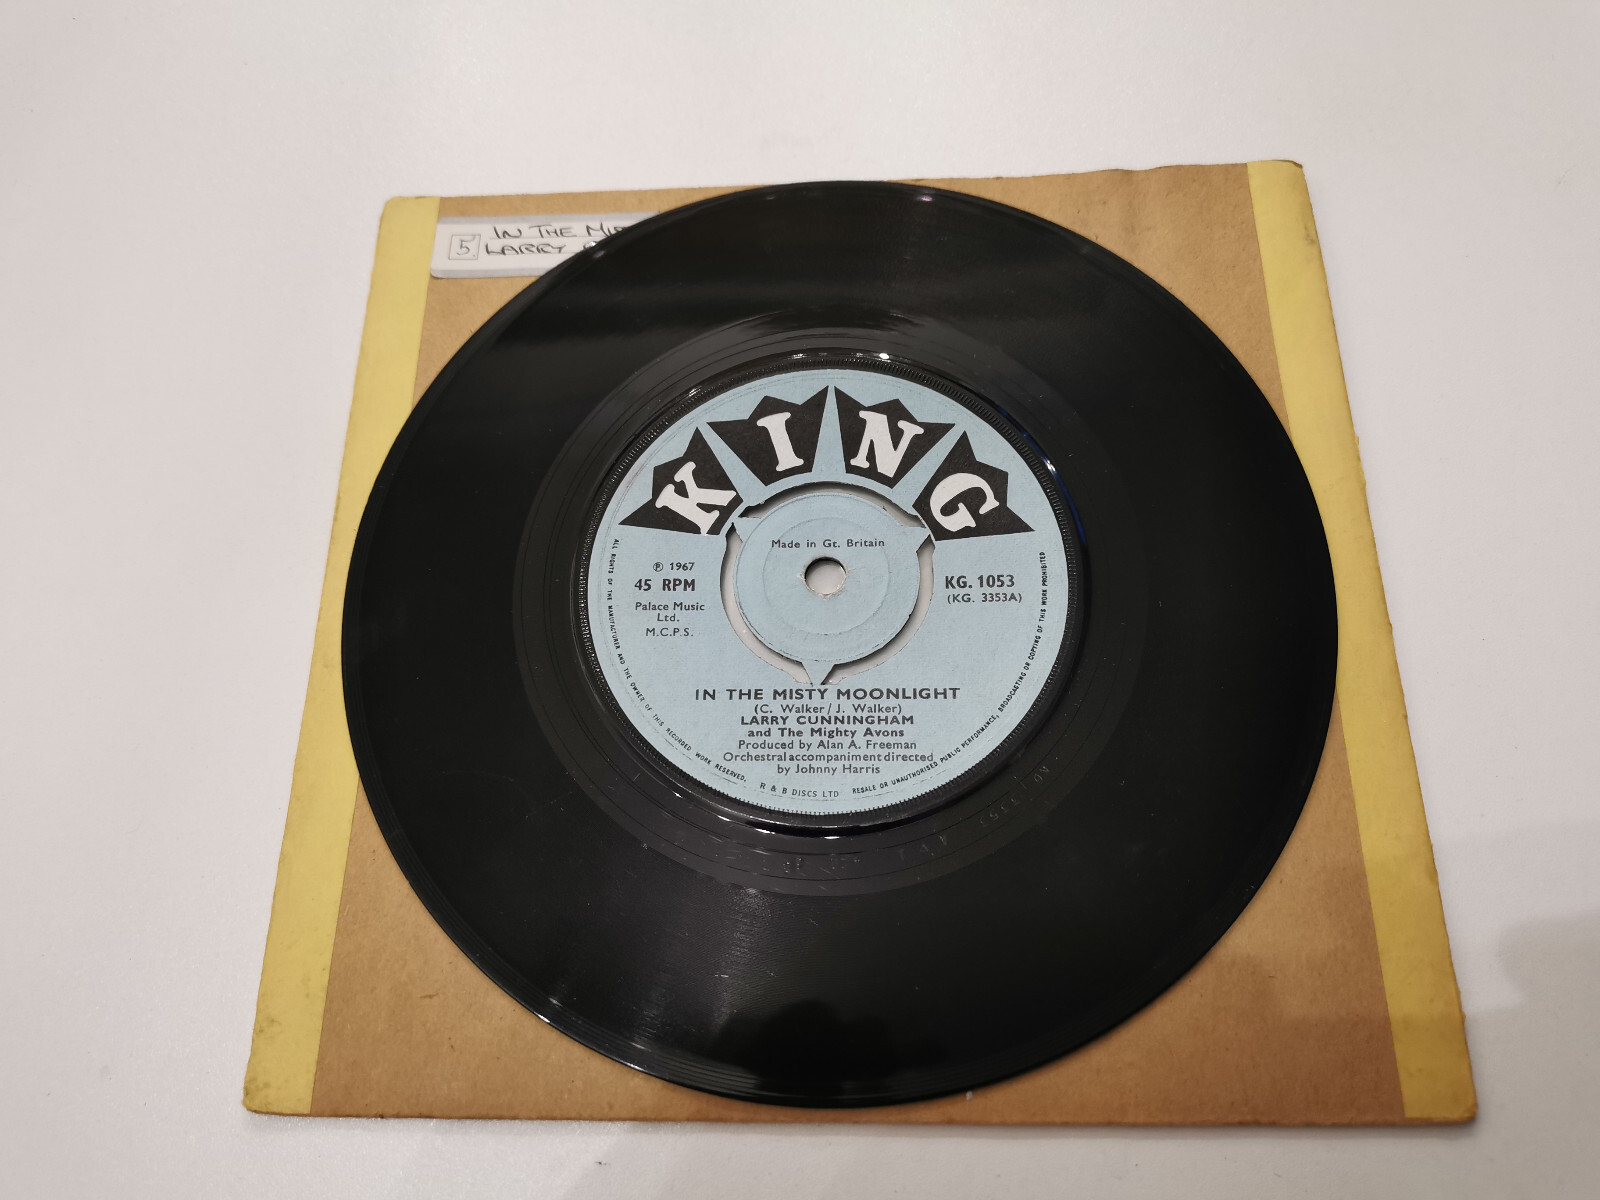 5. IN THE MIS
LARRY
KING
Made in Gt. Britain
℗ 1967
45 RPM
Palace Music
Ltd.
M.C.P.S.
KG. 1053
(KG. 3353A)
IN THE MISTY MOONLIGHT
(C. Walker/J. Walker)
LARRY CUNNINGHAM
and The Mighty Avons
Produced by Alan A. Freeman
Orchestral accompaniment directed
by Johnny Harris
ALL RIGHTS OF THE MANUFACTURER AND THE OWNER OF THIS RECORDED WORK RESERVED. R & B DISCS LTD RESALE OR UNAUTHORISED PUBLIC PERFORMANCE, BROADCASTING OR COPYING OF THIS WORK PROHIBITED